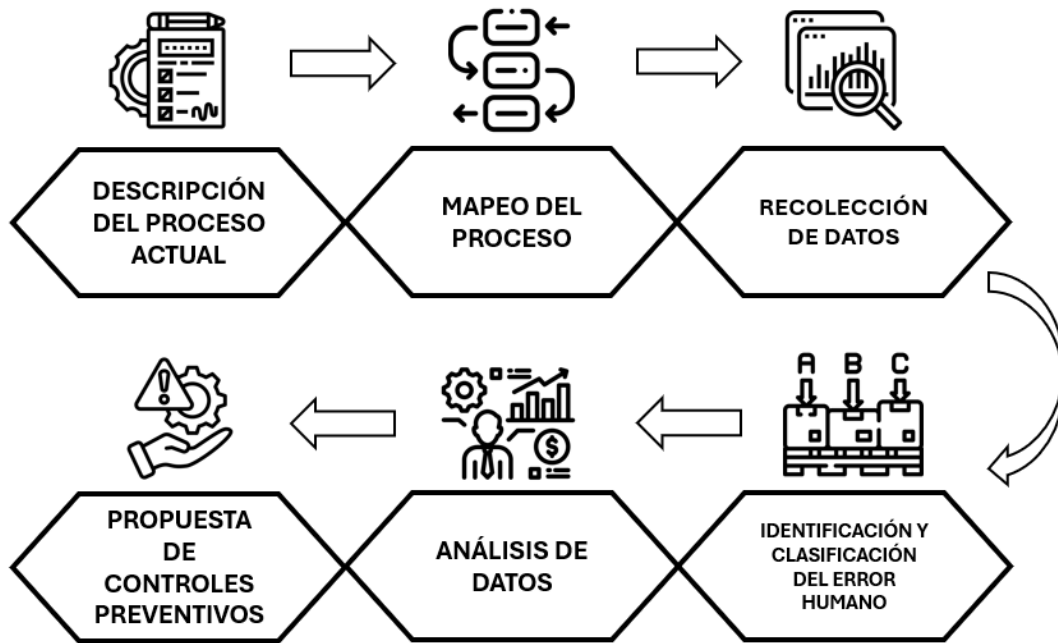 DESCRIPCIÓN
DEL PROCESO
ACTUAL
MAPEO DEL
PROCESO
RECOLECCIÓN
DE DATOS
A B C
IDENTIFICACIÓN Y
CLASIFICACIÓN
DEL ERROR
HUMANO
$
ANÁLISIS DE
DATOS
!
PROPUESTA
DE
CONTROLES
PREVENTIVOS